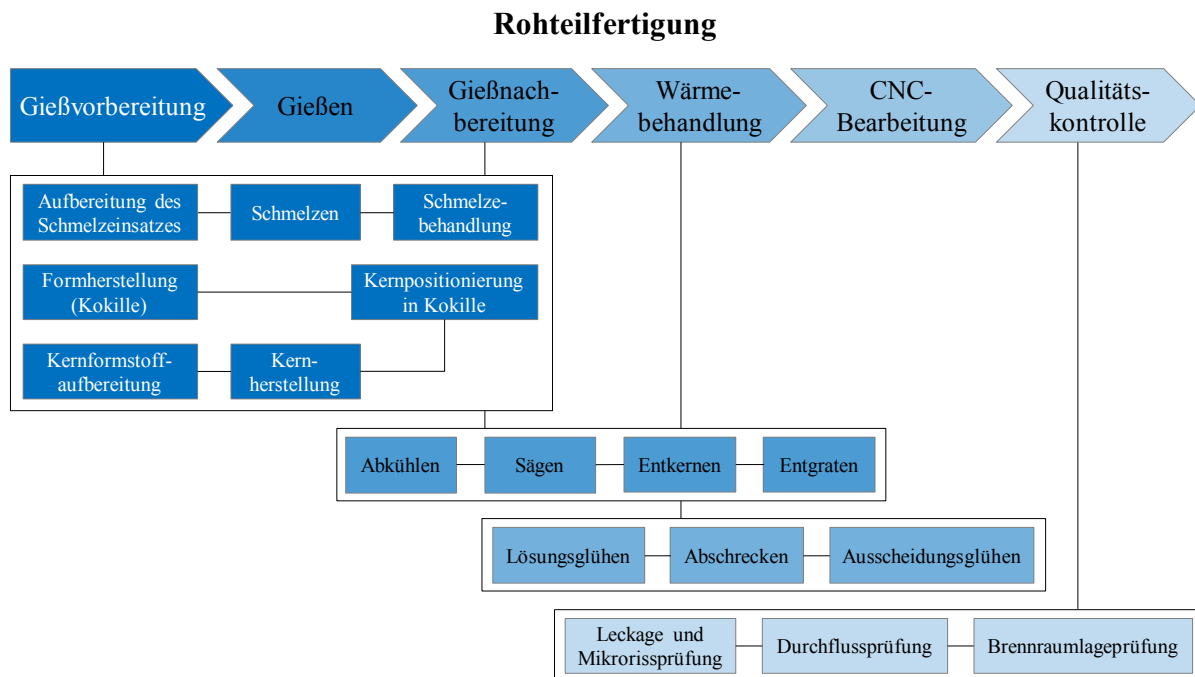 Rohteilfertigung
Gießvorbereitung
Gießen
Gießnach-
bereitung
Wärme-
behandlung
CNC-
Bearbeitung
Qualitäts-
kontrolle
Aufbereitung des
Schmelzeinsatzes
Schmelzen
Schmelze-
behandlung
Formherstellung
(Kokille)
Kernpositionierung
in Kokille
Kernformstoff-
aufbereitung
Kern-
herstellung
Abkühlen
Sägen
Entkernen
Entgraten
Lösungsglühen
Abschrecken
Ausscheidungsglühen
Leckage und
Mikrorissprüfung
Durchflussprüfung
Brennraumlageprüfung